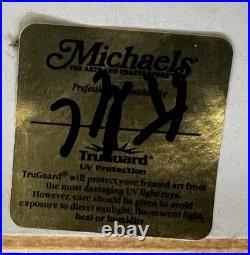 Michaels®
THE ARTS AND CRAFTS STORE®
Professionally
by
TruGuard®
UV Protection
TruGuard® will protect your framed art from
the most damaging UV light rays.
However, care should be given to avoid
exposure to direct sunlight, fluorescent light,
heat or humidity.